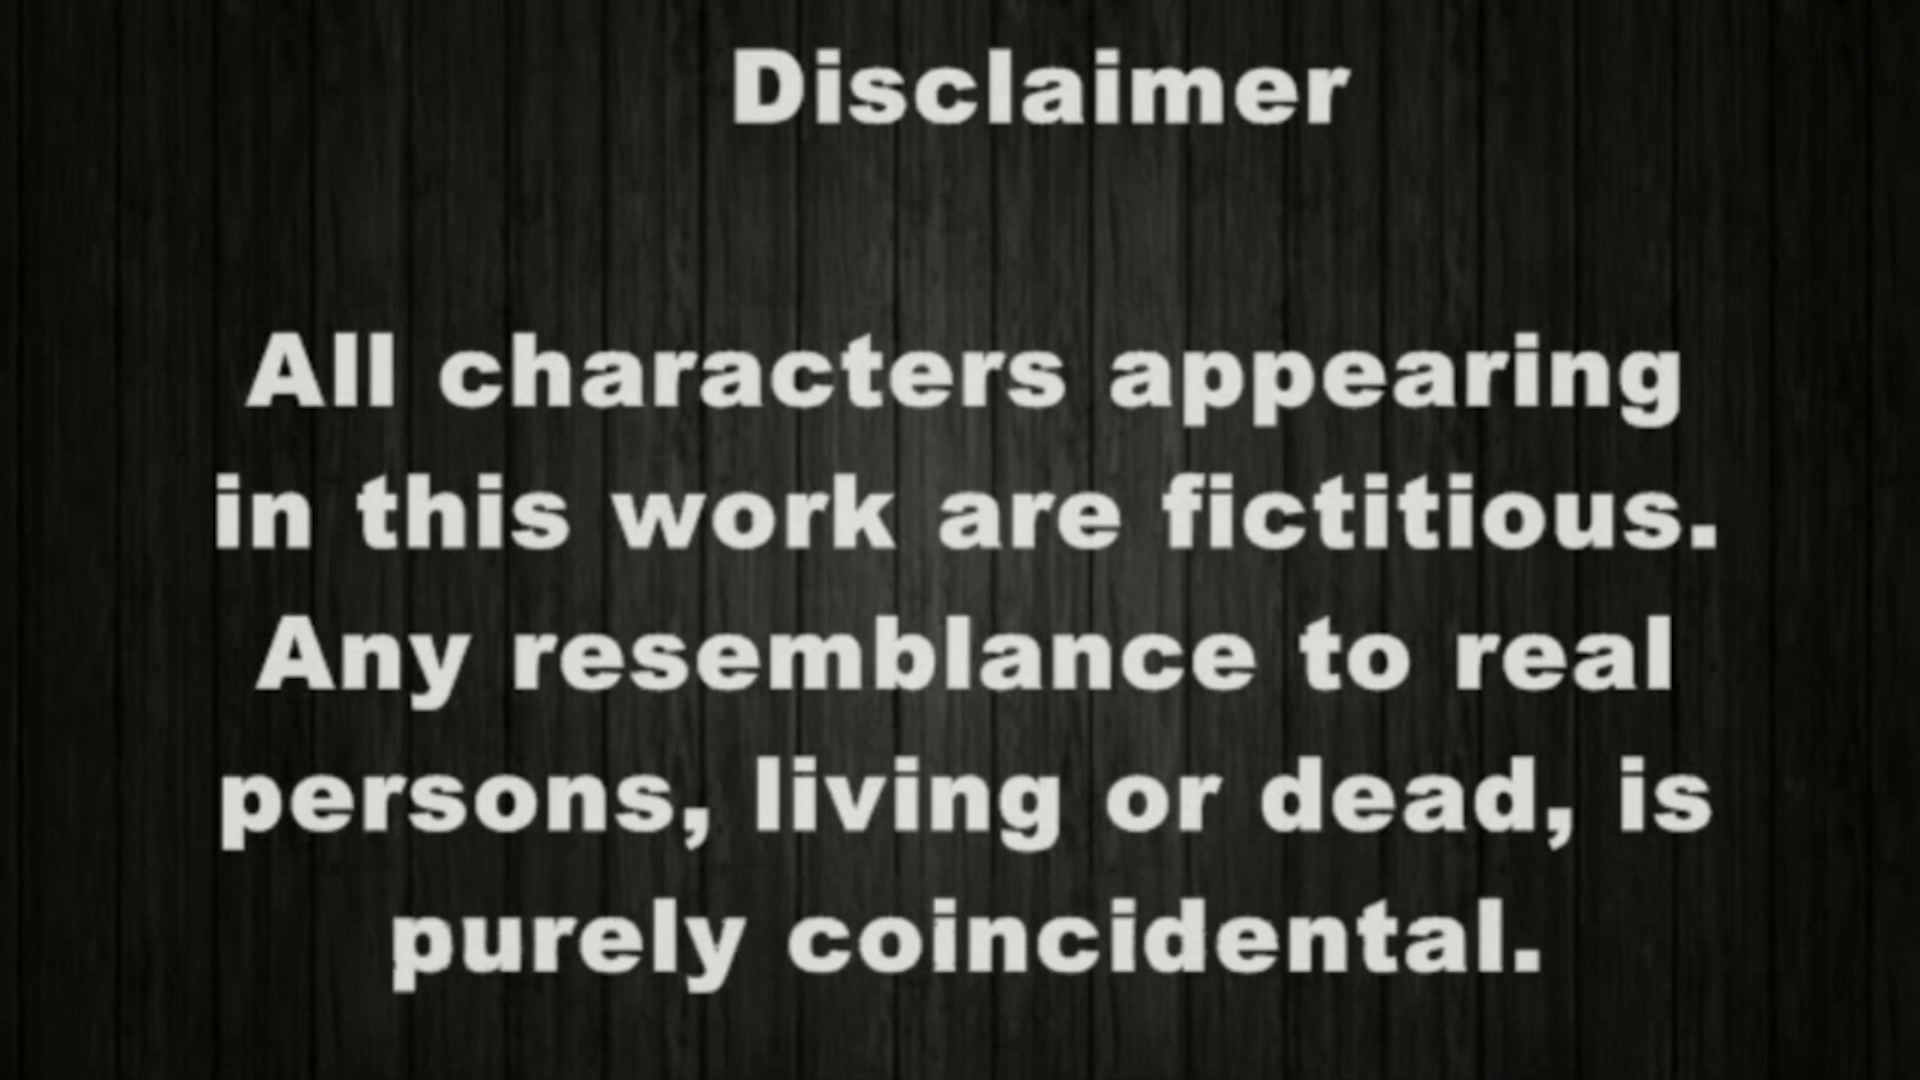 Disclaimer
All characters appearing
in this work are fictitious.
Any resemblance to real
persons, living or dead, is
purely coincidental.